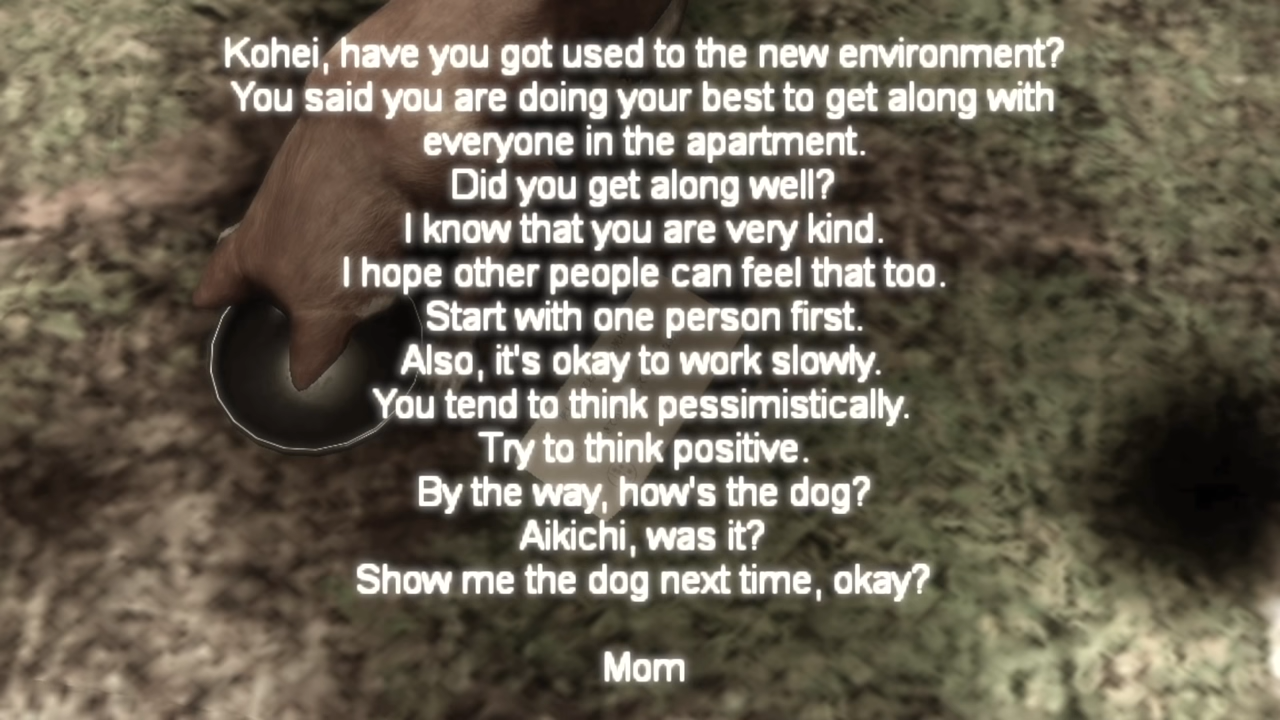 Kohei, have you got used to the new environment?
You said you are doing your best to get along with
everyone in the apartment.
Did you get along well?
I know that you are very kind.
I hope other people can feel that too.
Start with one person first.
Also, it's okay to work slowly.
You tend to think pessimistically.
Try to think positive.
By the way, how's the dog?
Aikichi, was it?
Show me the dog next time, okay?
Mom